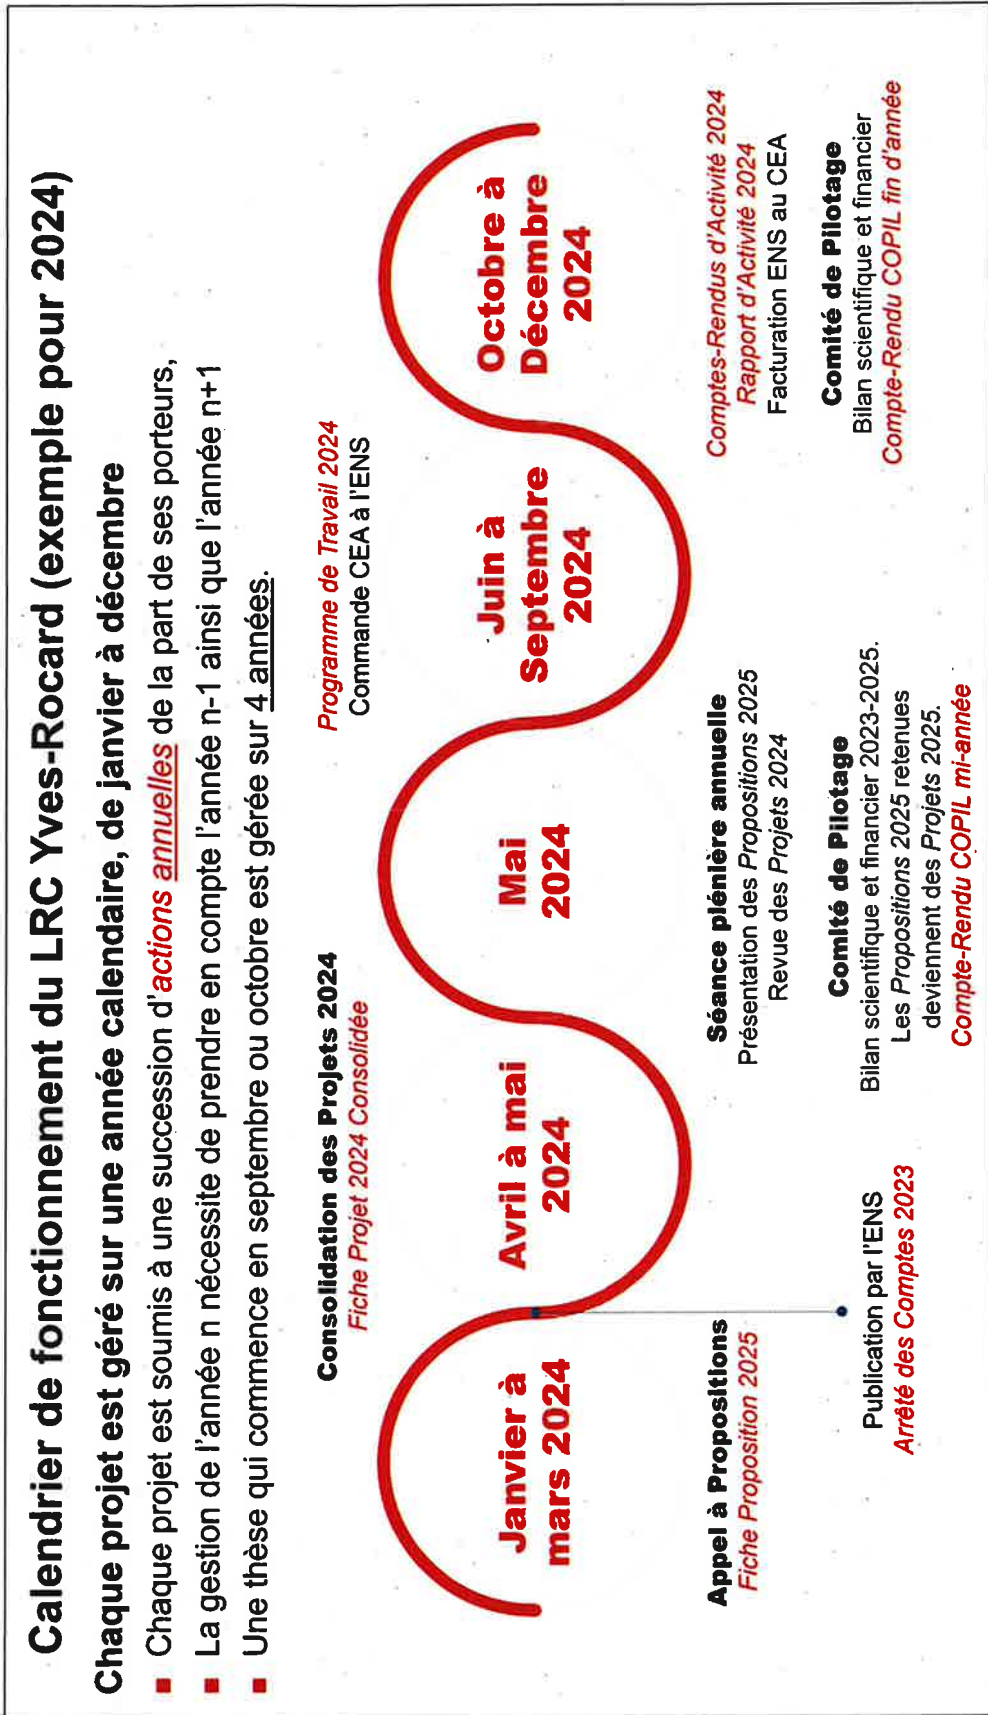 Calendrier de fonctionnement du LRC Yves-Rocard (exemple pour 2024)
Chaque projet est géré sur une année calendaire, de janvier à décembre
Chaque projet est soumis à une succession d'actions annuelles de la part de ses porteurs,
La gestion de l'année n nécessite de prendre en compte l'année n-1 ainsi que l'année n+1
Une thèse qui commence en septembre ou octobre est gérée sur 4 années.
Consolidation des Projets 2024
Fiche Projet 2024 Consolidée
Programme de Travail 2024
Commande CEA à l'ENS
Janvier à
mars 2024
Avril à mai
2024
Mai
2024
Juin à
Septembre
2024
Octobre à
Décembre
2024
Appel à Propositions
Fiche Proposition 2025
Publication par l'ENS
Arrêté des Comptes 2023
Séance plénière annuelle
Présentation des Propositions 2025
Revue des Projets 2024
Comité de Pilotage
Bilan scientifique et financier 2023-2025.
Les Propositions 2025 retenues
deviennent des Projets 2025.
Compte-Rendu COPIL mi-année
Comptes-Rendus d'Activité 2024
Rapport d'Activité 2024
Facturation ENS au CEA
Comité de Pilotage
Bilan scientifique et financier
Compte-Rendu COPIL fin d'année